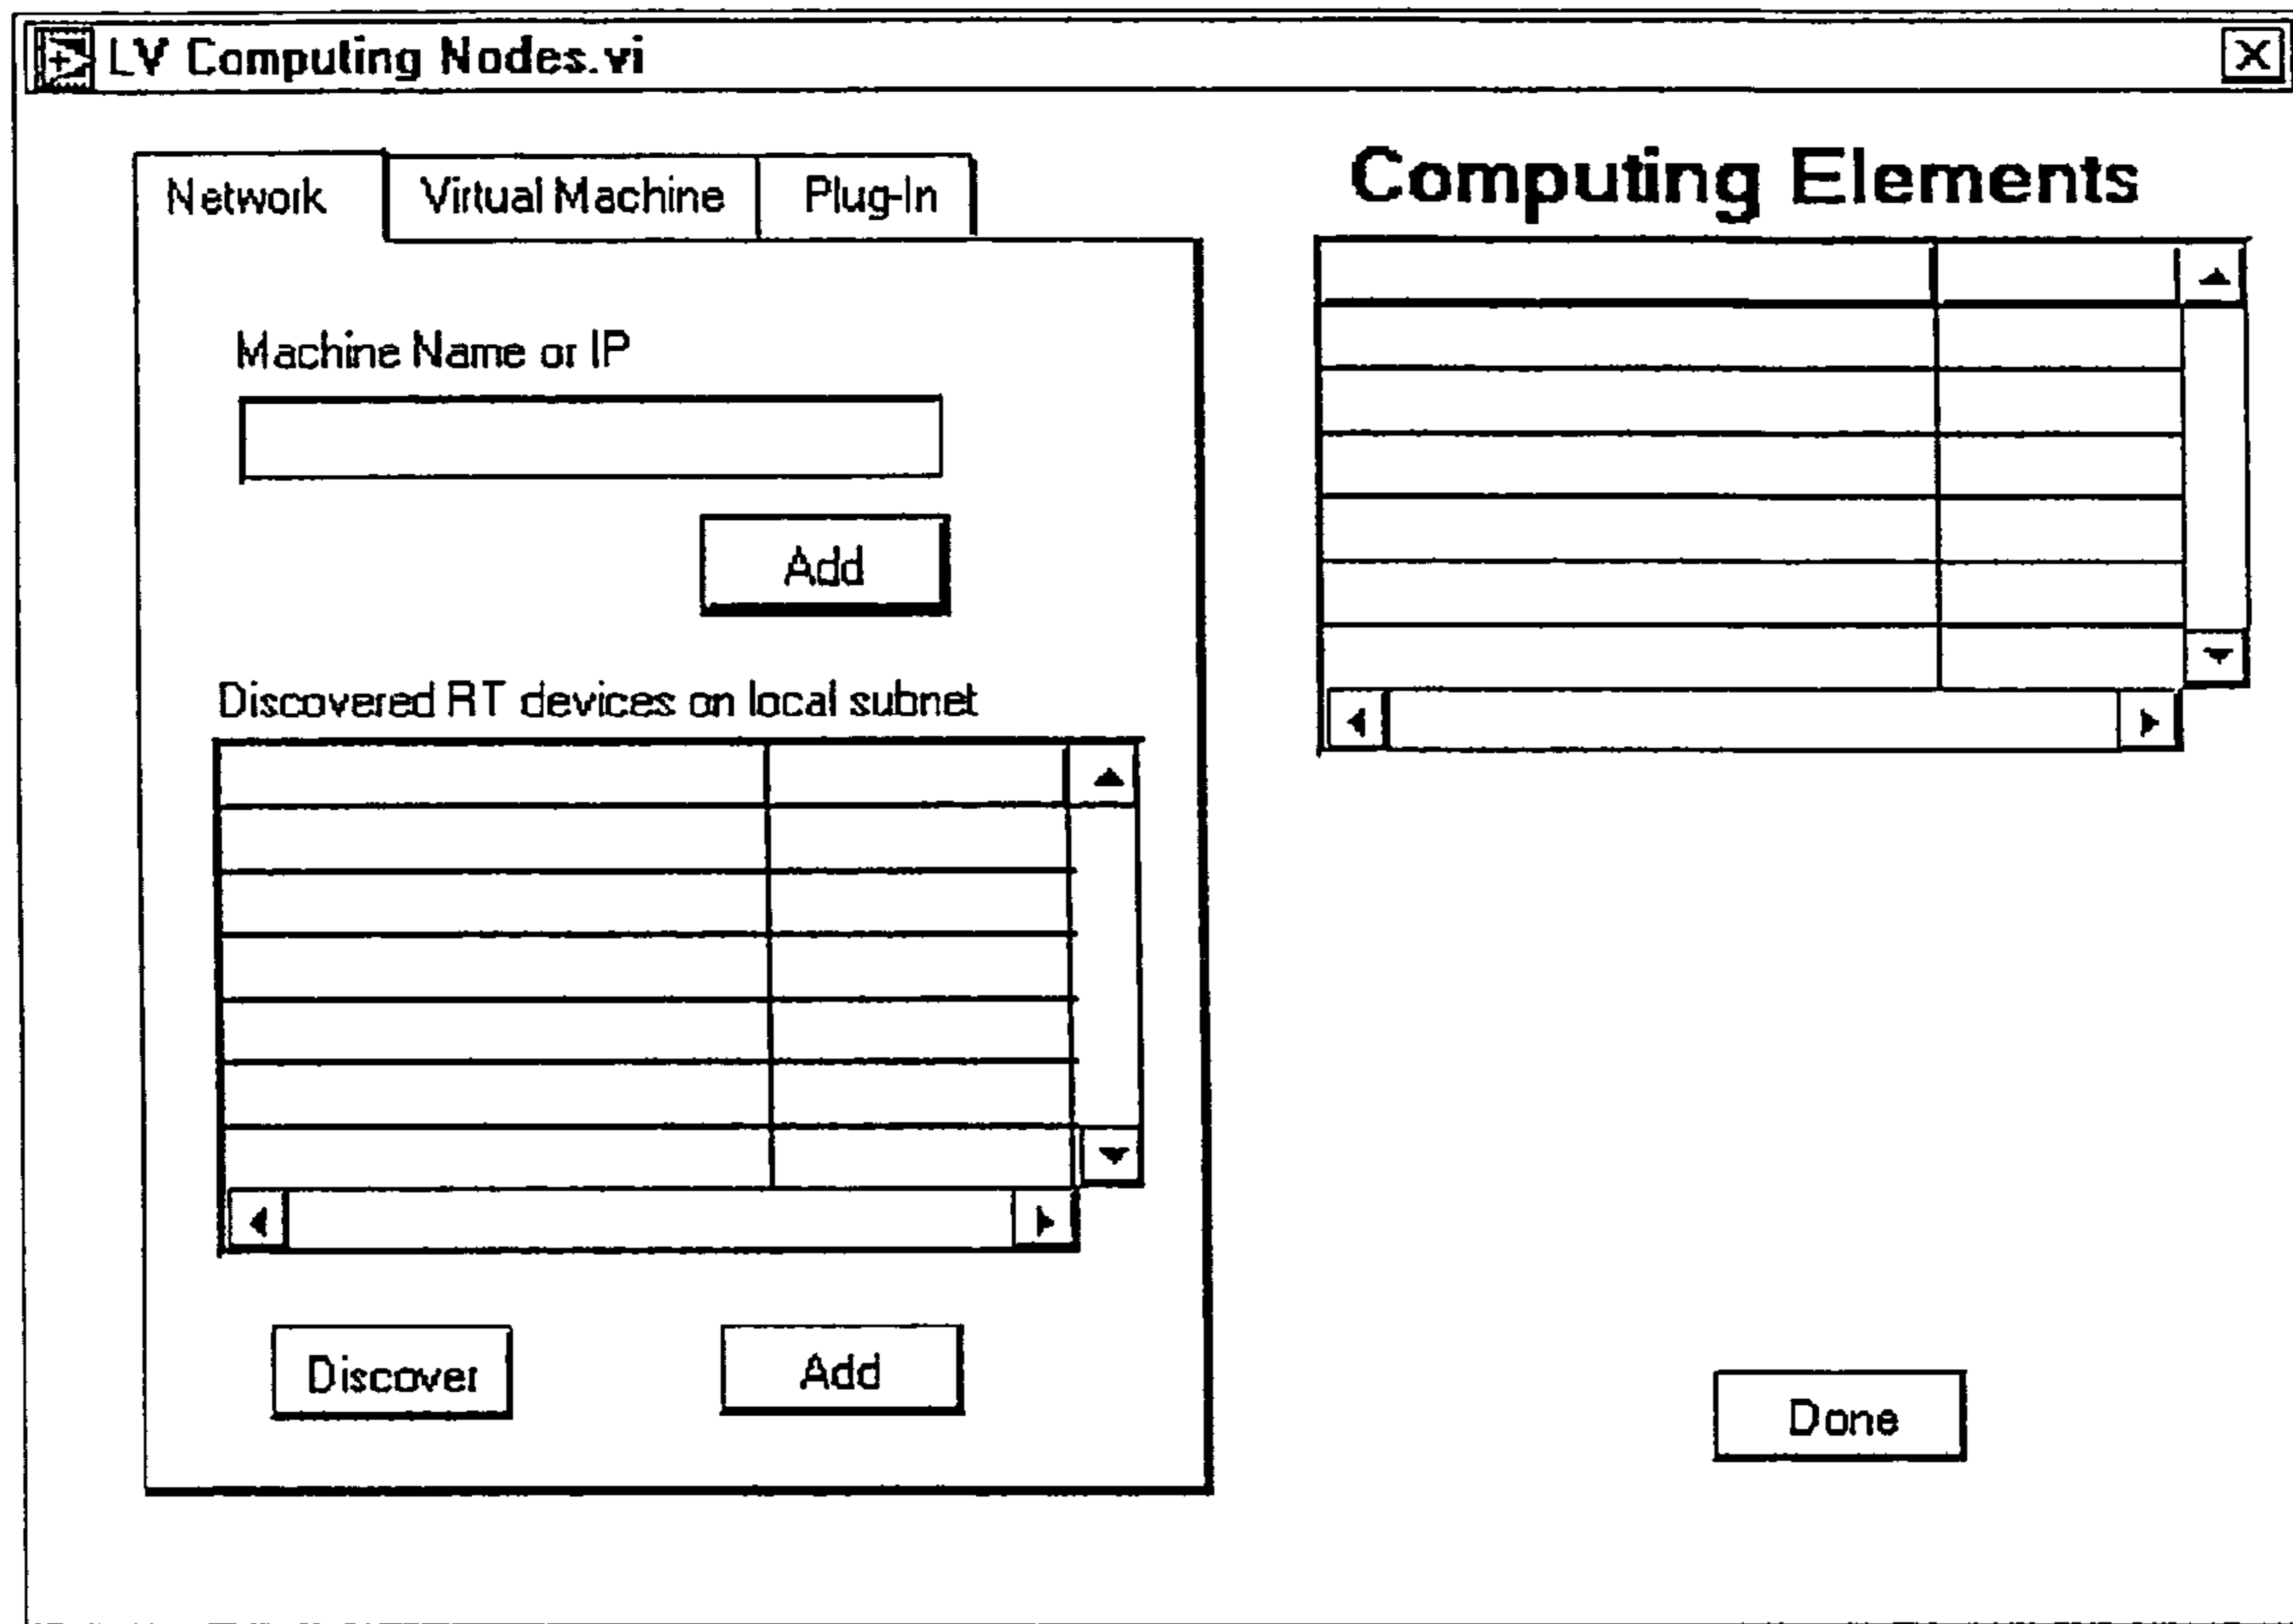 LV Computing Nodes.vi
Network Virtual Machine Plug-In
Machine Name or IP
Add
Discovered RT devices on local subnet
Discover Add
Computing Elements
Done